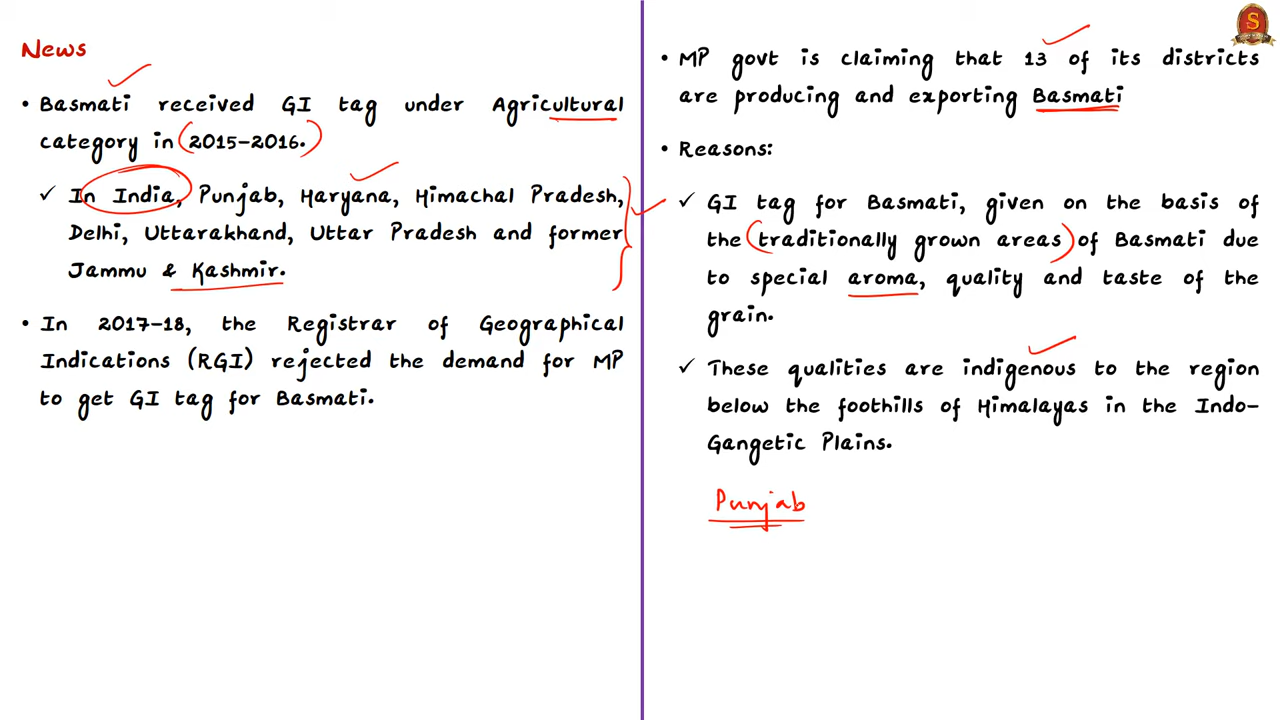 News
• Basmati received GI tag under Agricultural
category in (2015-2016.)
✓ In India, Punjab, Haryana, Himachal Pradesh,
Delhi, Uttarakhand, Uttar Pradesh and former
Jammu & Kashmir.
• In 2017-18, the Registrar of Geographical
Indications (RGI) rejected the demand for MP
to get GI tag for Basmati.
• MP govt is claiming that 13 of its districts
are producing and exporting Basmati
• Reasons:
✓ GI tag for Basmati, given on the basis of
the (traditionally grown areas) of Basmati due
to special aroma, quality and taste of the
grain.
✓ These qualities are indigenous to the region
below the foothills of Himalayas in the Indo-
Gangetic Plains.
Punjab
S